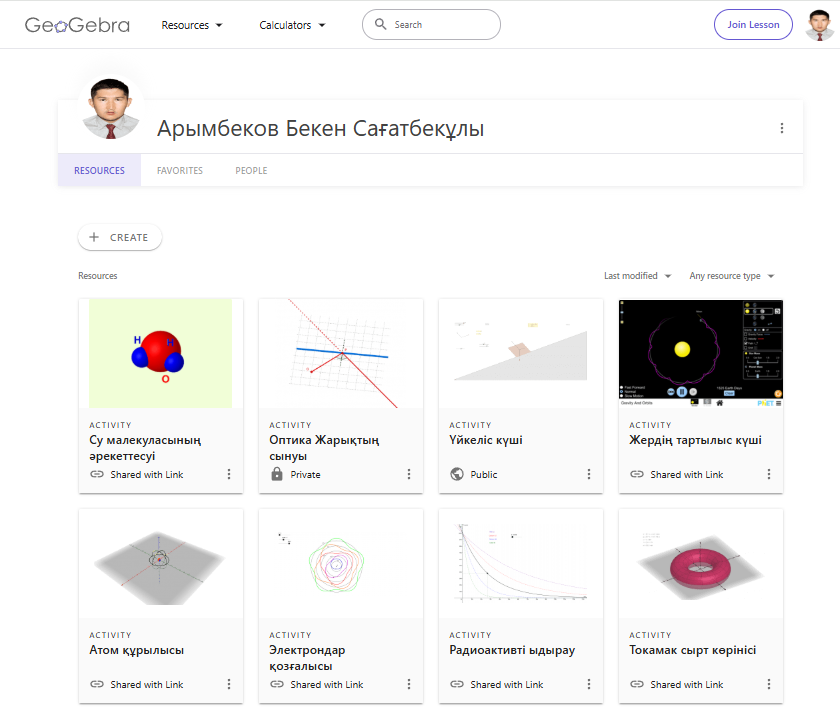 GeoGebra
Resources
Calculators
Search
Join Lesson
Арымбеков Бекен Сағатбекұлы
RESOURCES
FAVORITES
PEOPLE
+ CREATE
Resources
Last modified
Any resource type
H
H
O
ACTIVITY
Су малекуласының
әрекеттесуі
Shared with Link
ACTIVITY
Оптика Жарықтың
сынуы
Private
ACTIVITY
Үйкеліс күші
Public
Gravity And Orbits
PhET
ACTIVITY
Жердің тартылыс күші
Shared with Link
ACTIVITY
Атом құрылысы
Shared with Link
ACTIVITY
Электрондар
қозғалысы
Shared with Link
ACTIVITY
Радиоактивті ыдырау
Shared with Link
ACTIVITY
Токамак сырт көрінісі
Shared with Link